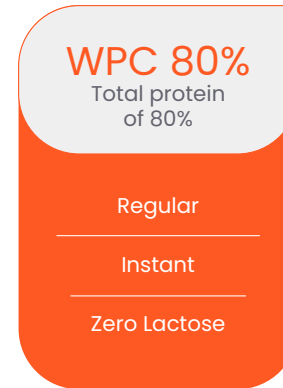 WPC 80%
Total protein
of 80%
Regular
Instant
Zero Lactose